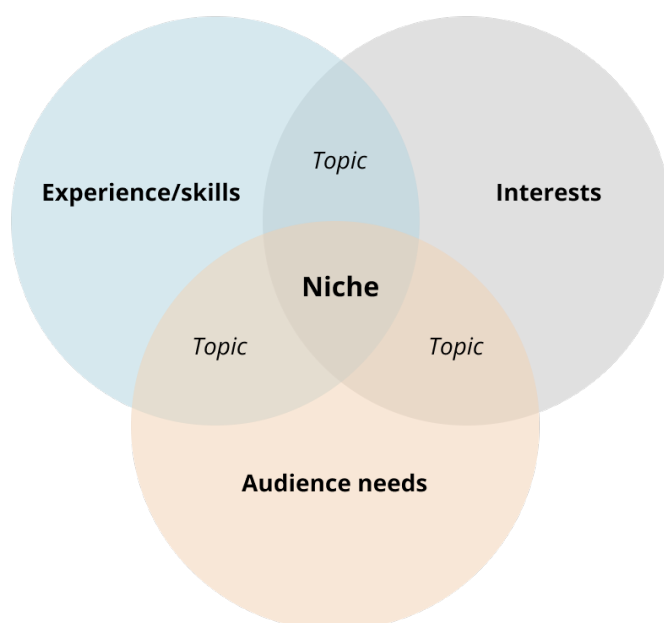 Topic
Experience/skills
Interests
Niche
Topic
Topic
Audience needs